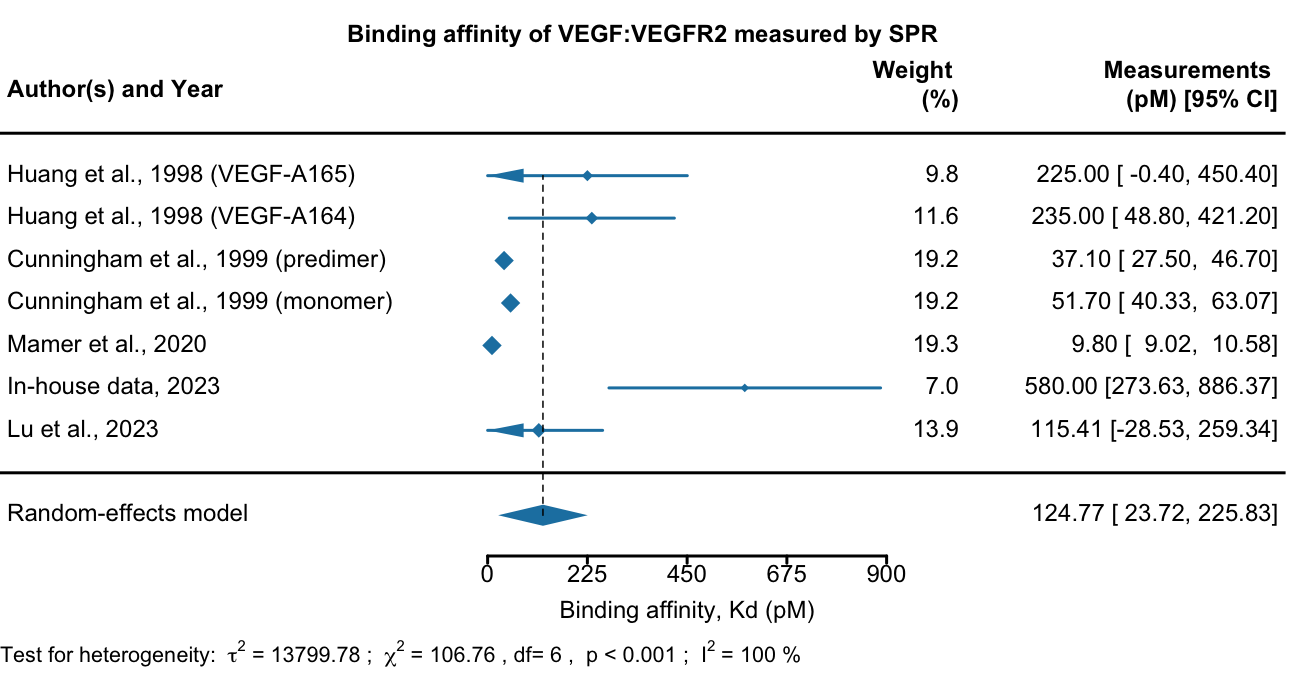 Binding affinity of VEGF:VEGFR2 measured by SPR
Author(s) and Year Weight (%) Measurements (pM) [95% CI]
Huang et al., 1998 (VEGF-A165) 9.8 225.00 [ -0.40, 450.40]
Huang et al., 1998 (VEGF-A164) 11.6 235.00 [ 48.80, 421.20]
Cunningham et al., 1999 (predimer) 19.2 37.10 [ 27.50, 46.70]
Cunningham et al., 1999 (monomer) 19.2 51.70 [ 40.33, 63.07]
Mamer et al., 2020 19.3 9.80 [ 9.02, 10.58]
In-house data, 2023 7.0 580.00 [273.63, 886.37]
Lu et al., 2023 13.9 115.41 [-28.53, 259.34]
Random-effects model 124.77 [ 23.72, 225.83]
0 225 450 675 900
Binding affinity, Kd (pM)
Test for heterogeneity: τ² = 13799.78 ; χ² = 106.76 , df= 6 , p < 0.001 ; I² = 100 %